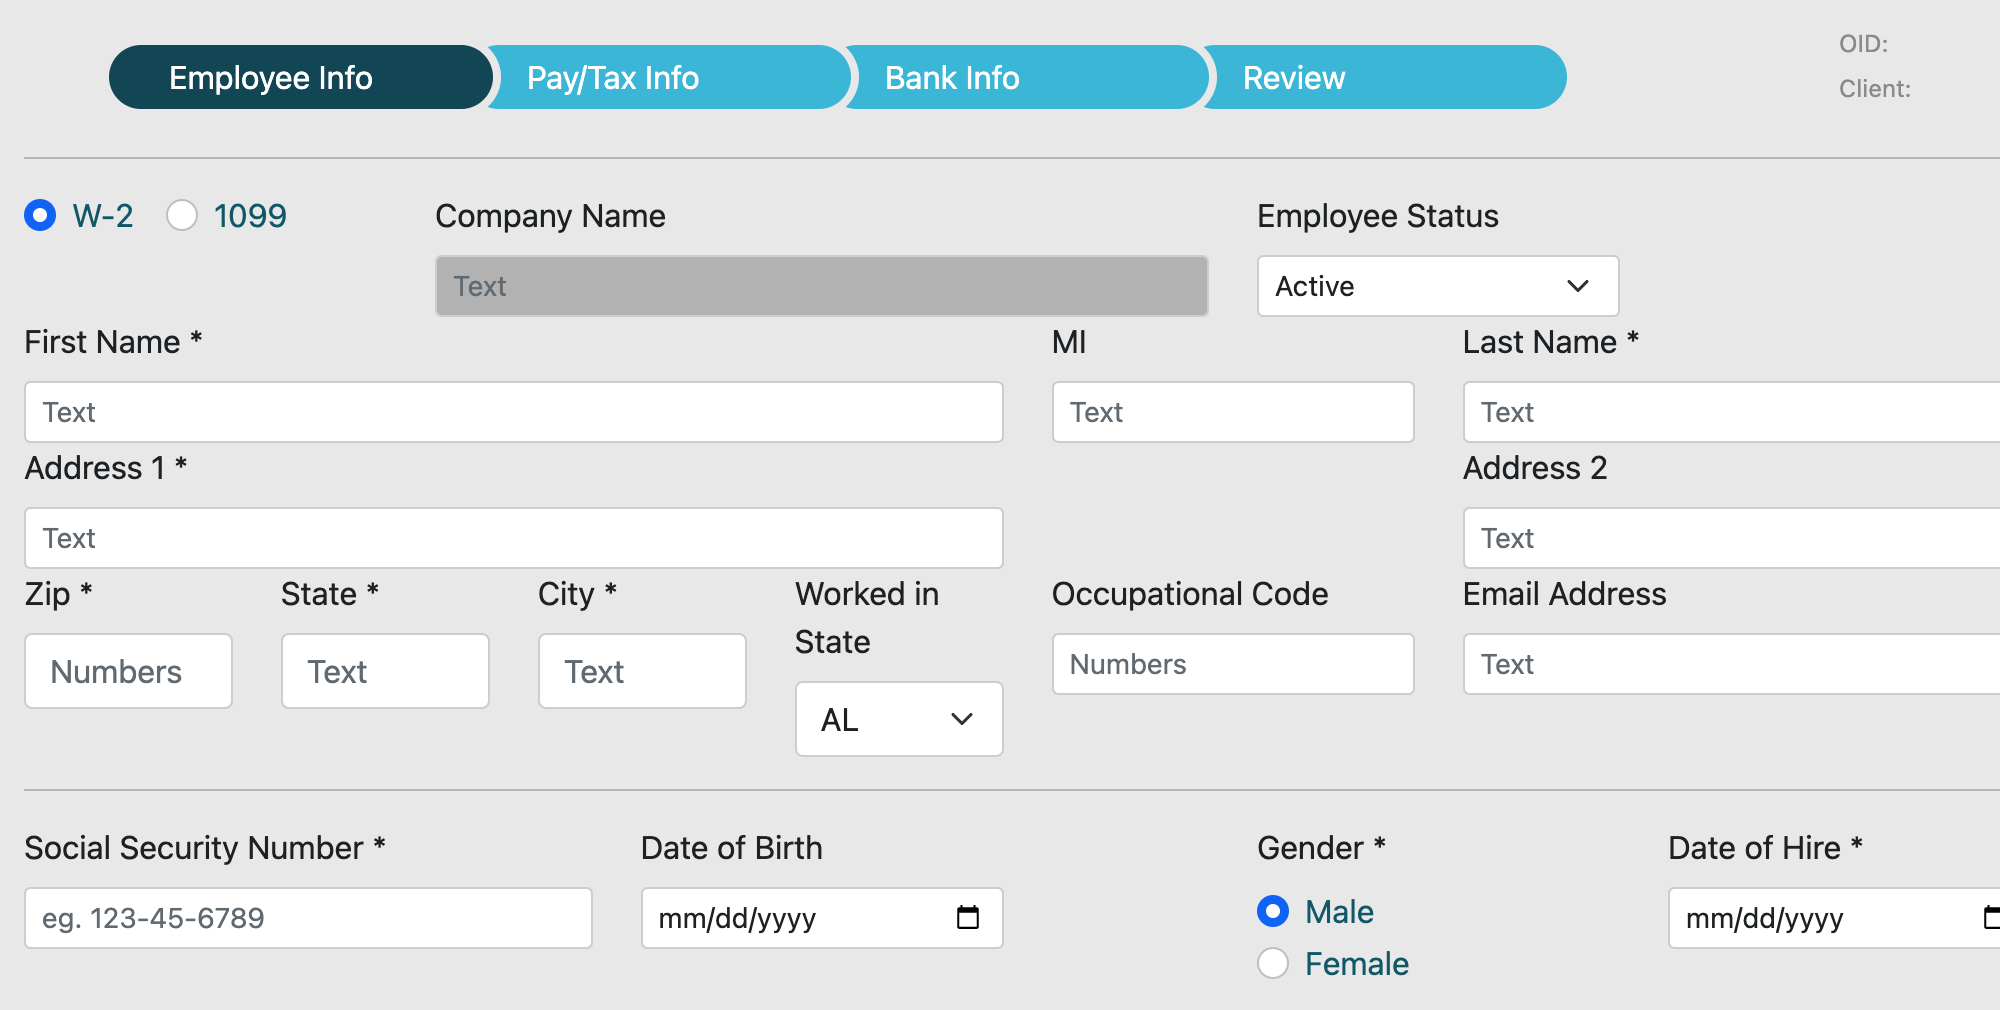 Employee Info Pay/Tax Info Bank Info Review
OID:
Client:
W-2 1099 Company Name Employee Status
Text Active
First Name * MI Last Name *
Text Text Text
Address 1 * Address 2
Text Text
Zip * State * City * Worked in State Occupational Code Email Address
Numbers Text Text AL Numbers Text
Social Security Number * Date of Birth Gender * Date of Hire *
eg. 123-45-6789 mm/dd/yyyy Male mm/dd/yyyy
Female